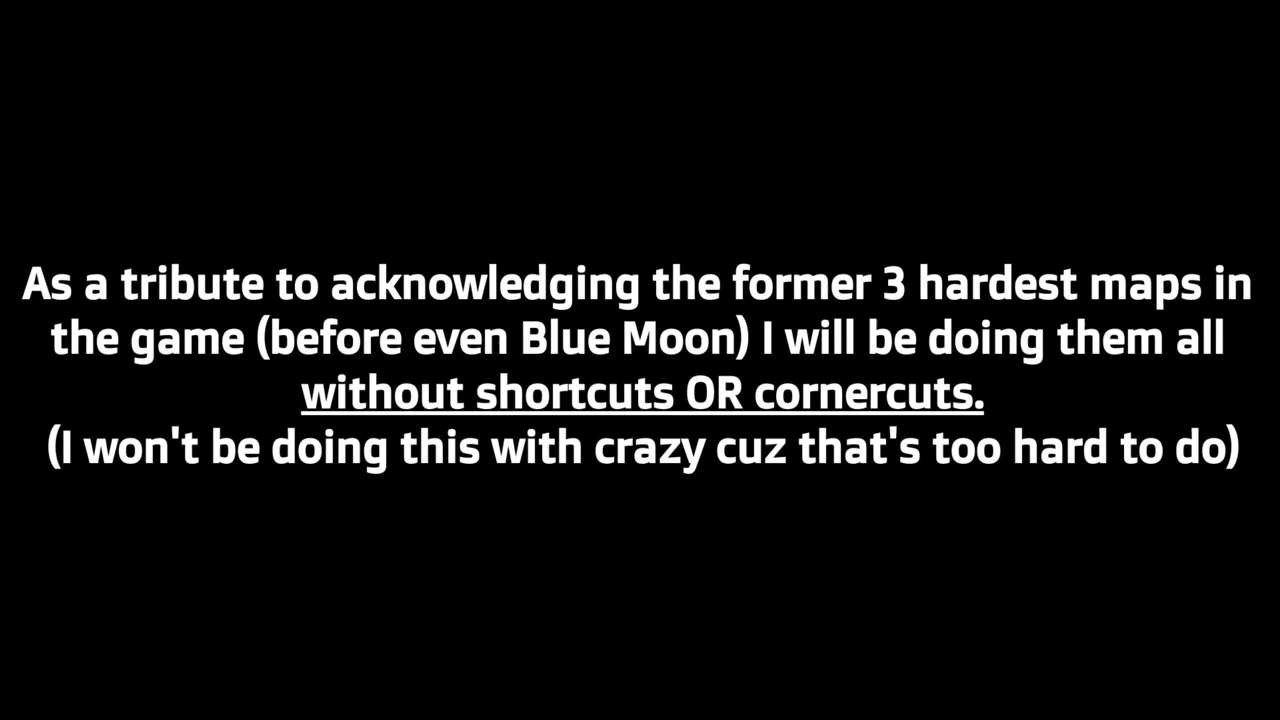 As a tribute to acknowledging the former 3 hardest maps in
the game (before even Blue Moon) I will be doing them all
without shortcuts OR cornercuts.
(I won't be doing this with crazy cuz that's too hard to do)